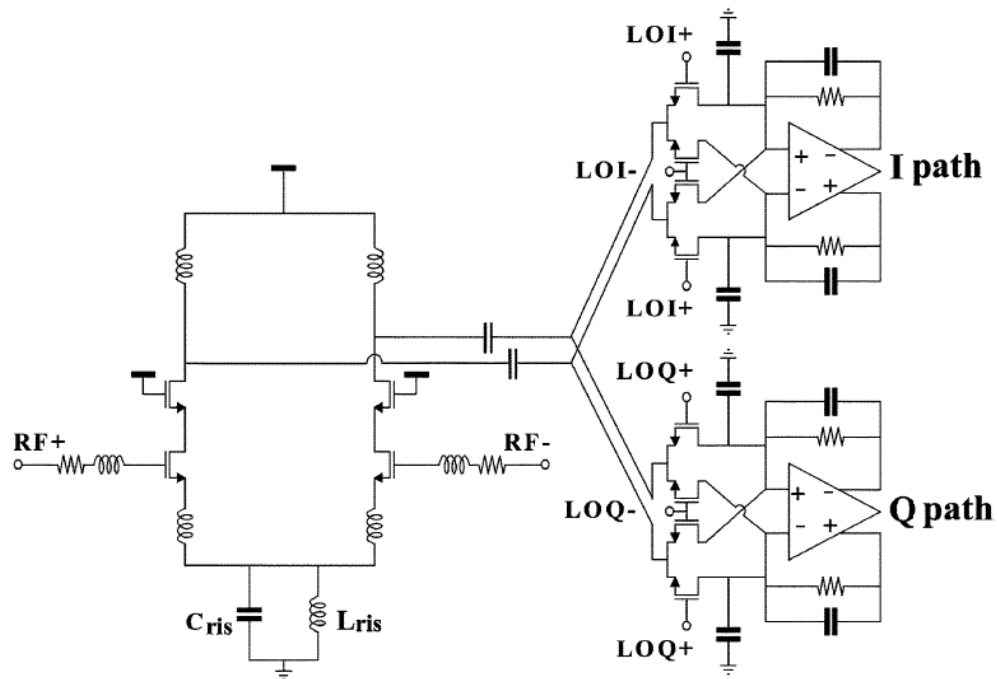 LOI+
LOI-
I path
+ -
- +
LOI+
RF+
RF-
LOQ+
LOQ-
Q path
+ -
- +
LOQ+
Cris
Lris